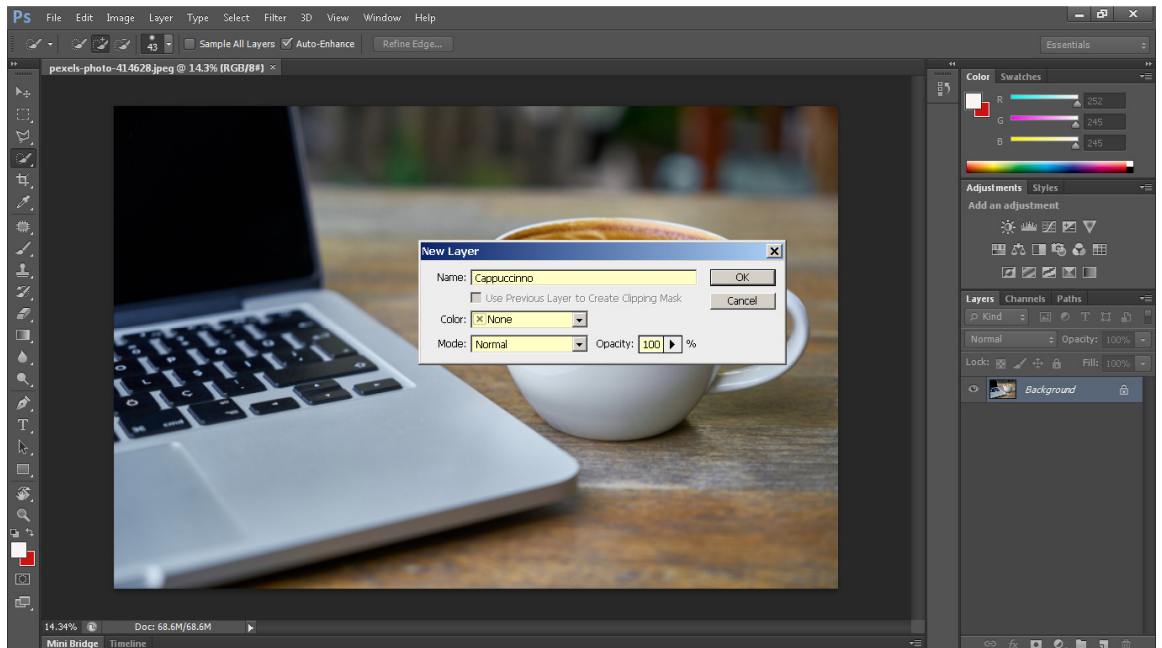 Ps File Edit Image Layer Type Select Filter 3D View Window Help
43 Sample All Layers Auto-Enhance Refine Edge... Essentials
pexels-photo-414628.jpeg @ 14.3% (RGB/8#) ×
Color Swatches
R 252
G 245
B 245
Adjustments Styles
Add an adjustment
New Layer
Name: Cappuccinno OK
Use Previous Layer to Create Clipping Mask Cancel
Color: None
Mode: Normal Opacity: 100 %
Layers Channels Paths
Kind
Normal Opacity: 100%
Lock: Fill: 100%
Background
14.34% Doc: 68.6M/68.6M
Mini Bridge Timeline